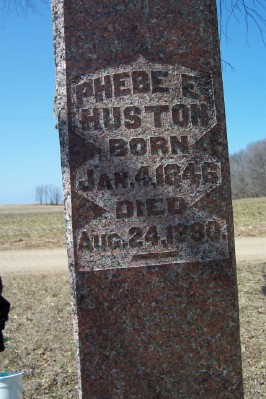 PHEBE E.
HUSTON
BORN
JAN. 4, 1846
DIED
AUG. 24, 1880.